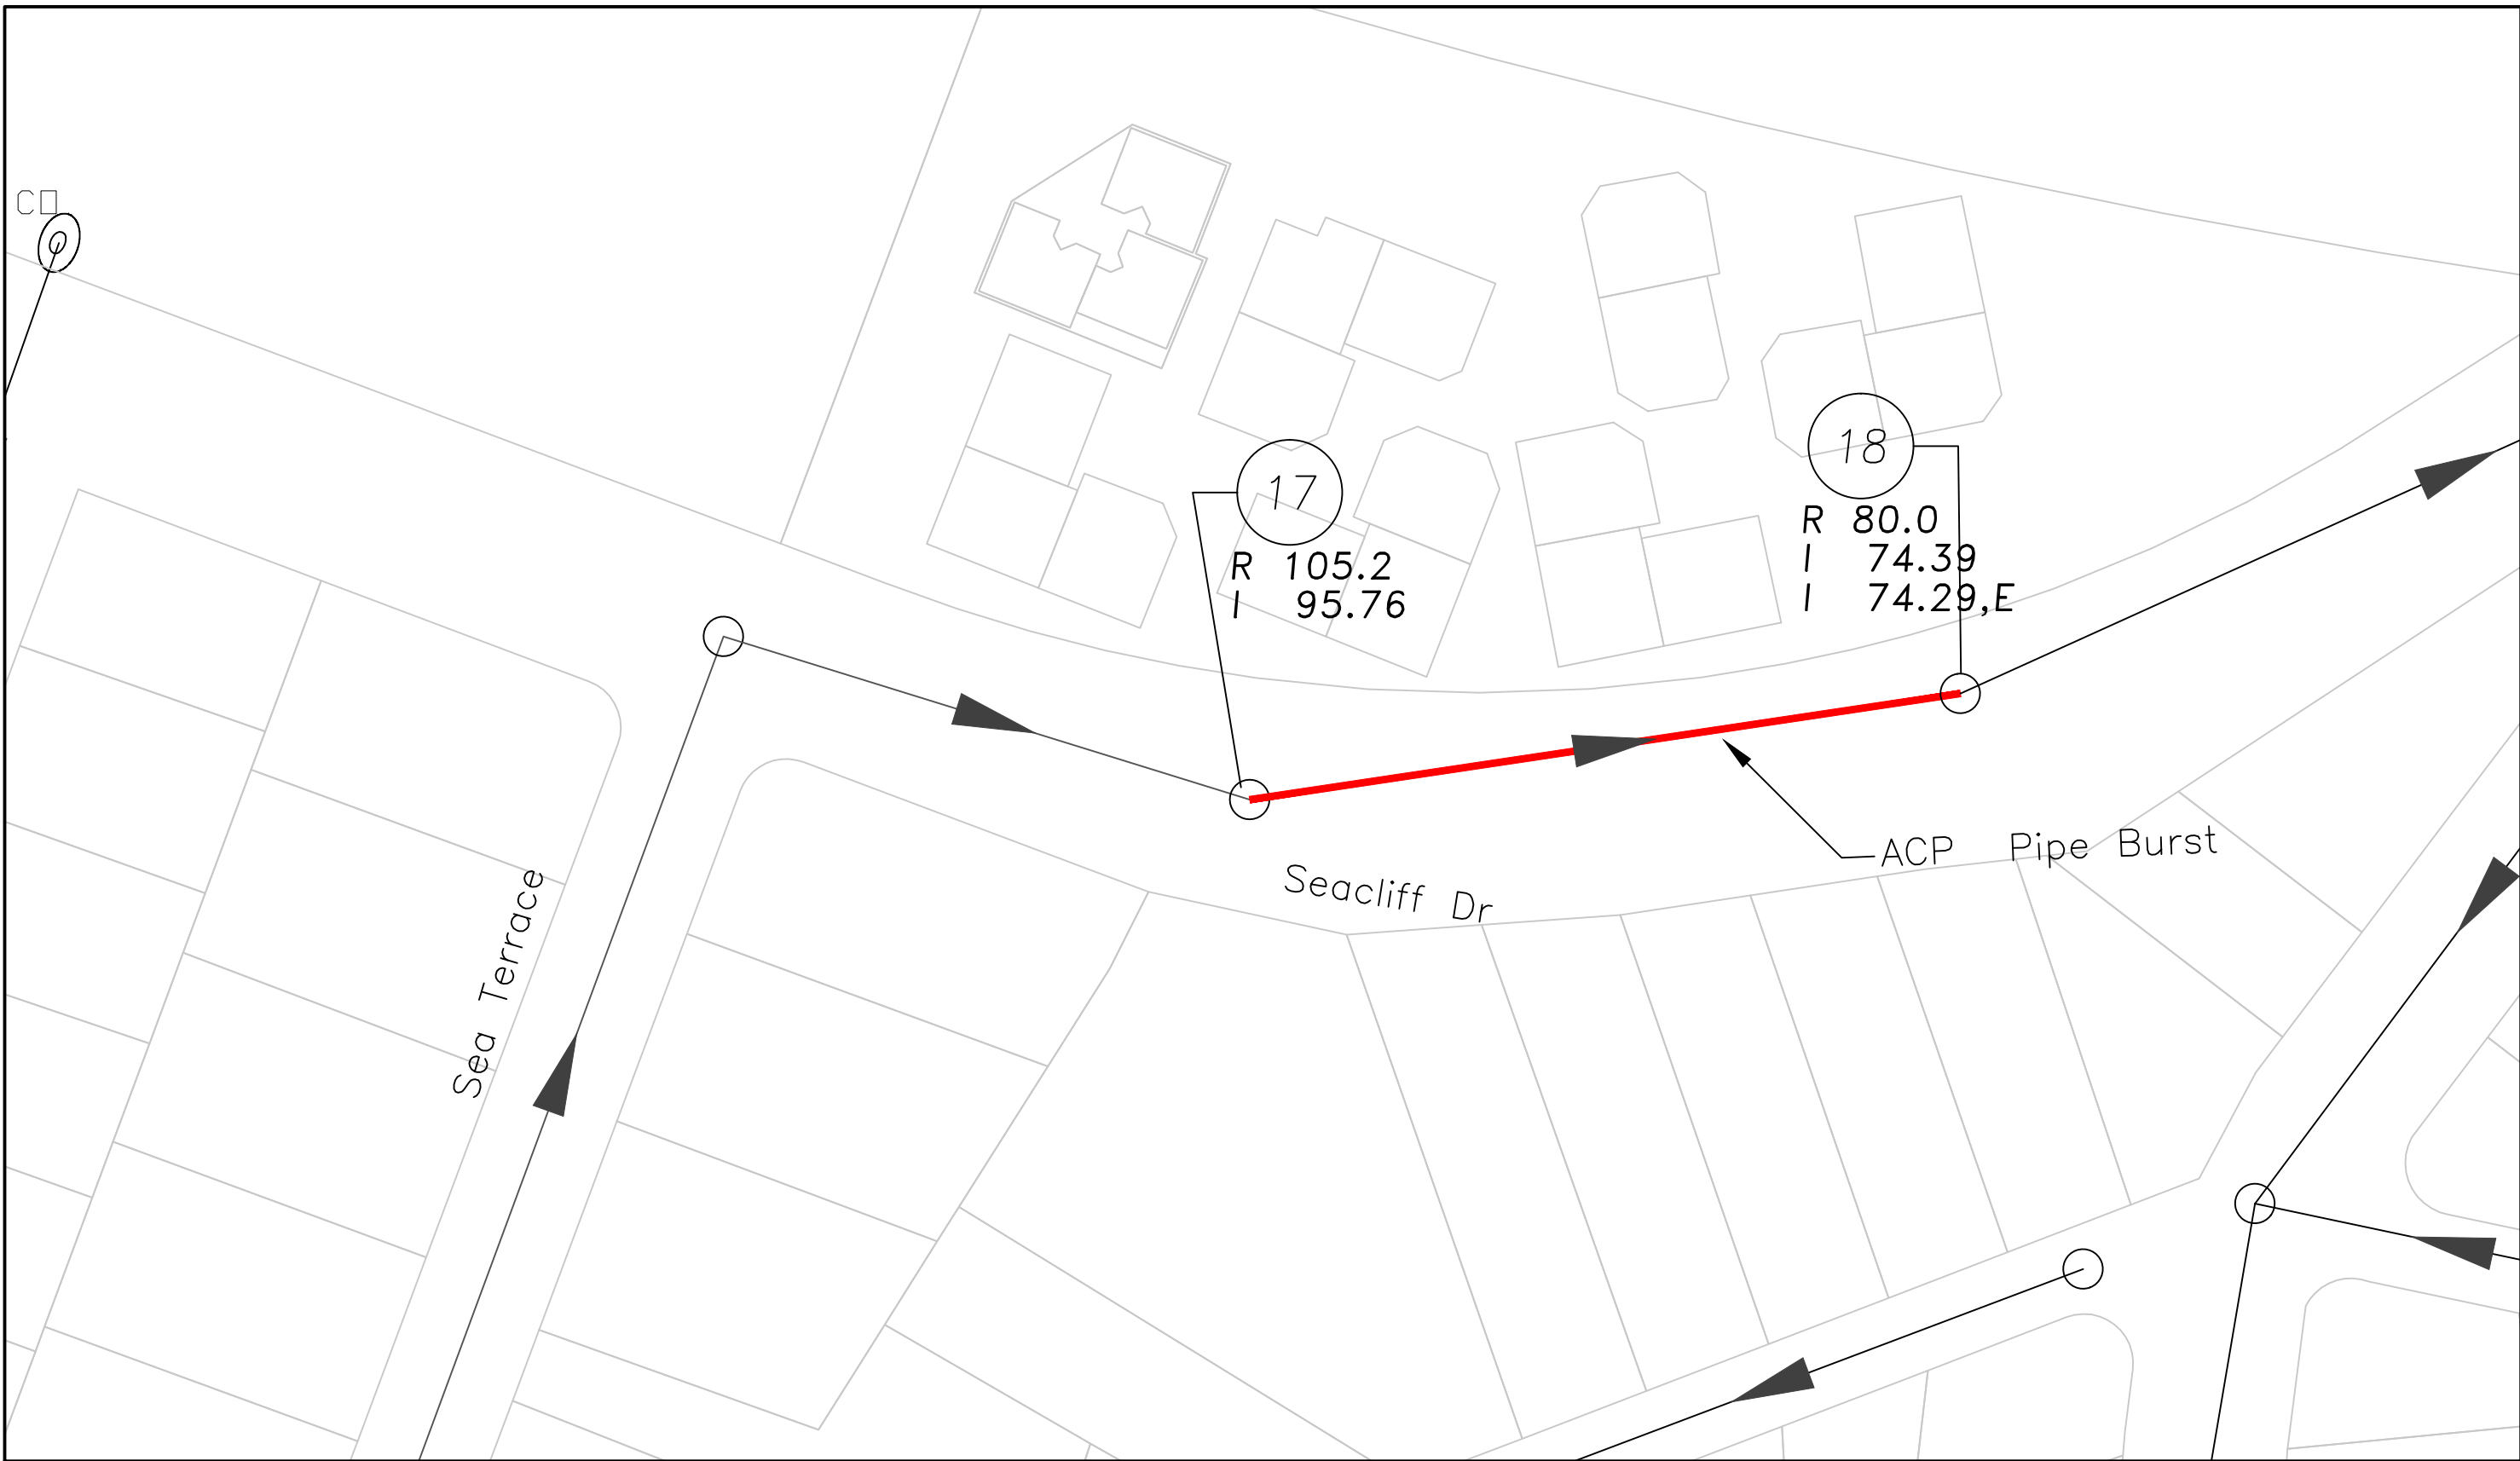 CO
18
17
R 80.0
I 74.39
I 74.29,E
R 105.2
I 95.76
ACP Pipe Burst
Seacliff Dr
Sea Terrace